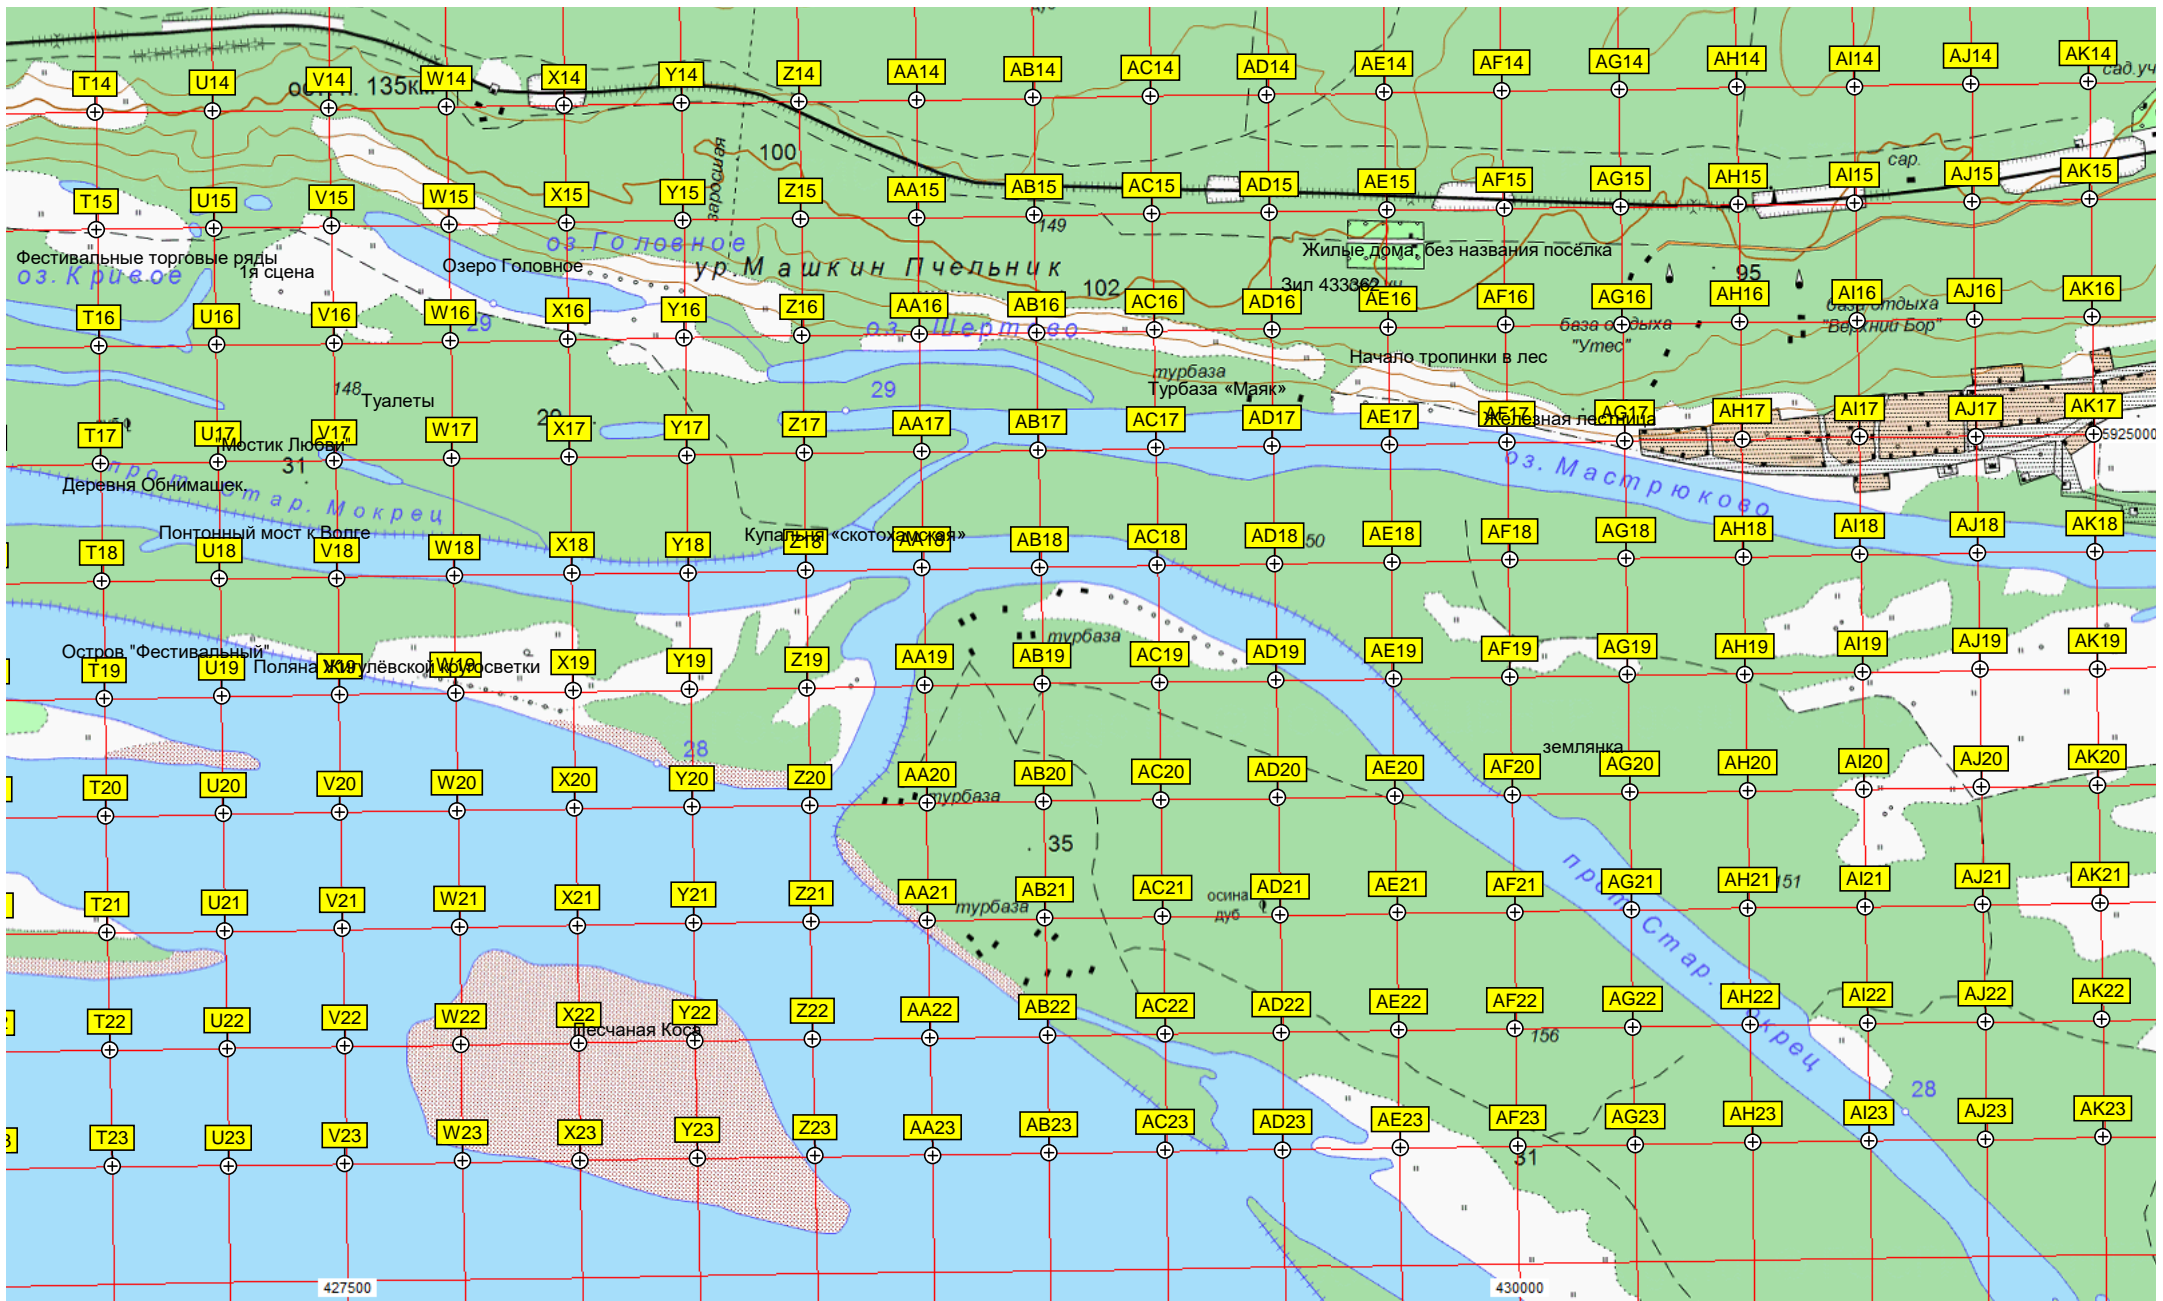 T14 U14 V14 W14 X14 Y14 Z14 AA14 AB14 AC14 AD14 AE14 AF14 AG14 AH14 AI14 AJ14 AK14
135км
сад.уч
заросшая
100
сар.
T15 U15 V15 W15 X15 Y15 Z15 AA15 AB15 AC15 AD15 AE15 AF15 AG15 AH15 AI15 AJ15 AK15
149
оз. Головное
Жилые дома, без названия посёлка
Фестивальные торговые ряды
1я сцена
Озеро Головное
ур. Машкин Пчельник
оз. Кривое
95
102
Зил 433362
T16 U16 V16 W16 X16 Y16 Z16 AA16 AB16 AC16 AD16 AE16 AF16 AG16 AH16 AI16 AJ16 AK16
29
оз. Шертово
база отдыха
"Утес"
база отдыха
"Верхний Бор"
Начало тропинки в лес
турбаза
Турбаза «Маяк»
148
Туалеты
29
29
T17 U17 V17 W17 X17 Y17 Z17 AA17 AB17 AC17 AD17 AE17 AF17 AG17 AH17 AI17 AJ17 AK17
Железная лестница
5925000
"Мостик Любви"
31
оз. Мастрюково
Деревня Обнимашек.
прот. Стар. Мокрец
Понтонный мост к Волге
Купальня «скотохамская»
T18 U18 V18 W18 X18 Y18 Z18 AA18 AB18 AC18 AD18 AE18 AF18 AG18 AH18 AI18 AJ18 AK18
50
турбаза
Остров "Фестивальный"
Поляна Жигулёвской кругосветки
T19 U19 V19 W19 X19 Y19 Z19 AA19 AB19 AC19 AD19 AE19 AF19 AG19 AH19 AI19 AJ19 AK19
28
землянка
T20 U20 V20 W20 X20 Y20 Z20 AA20 AB20 AC20 AD20 AE20 AF20 AG20 AH20 AI20 AJ20 AK20
турбаза
35
прот. Стар. Мокрец
151
T21 U21 V21 W21 X21 Y21 Z21 AA21 AB21 AC21 AD21 AE21 AF21 AG21 AH21 AI21 AJ21 AK21
турбаза
осина
дуб
T22 U22 V22 W22 X22 Y22 Z22 AA22 AB22 AC22 AD22 AE22 AF22 AG22 AH22 AI22 AJ22 AK22
Песчаная Коса
156
28
T23 U23 V23 W23 X23 Y23 Z23 AA23 AB23 AC23 AD23 AE23 AF23 AG23 AH23 AI23 AJ23 AK23
31
427500
430000